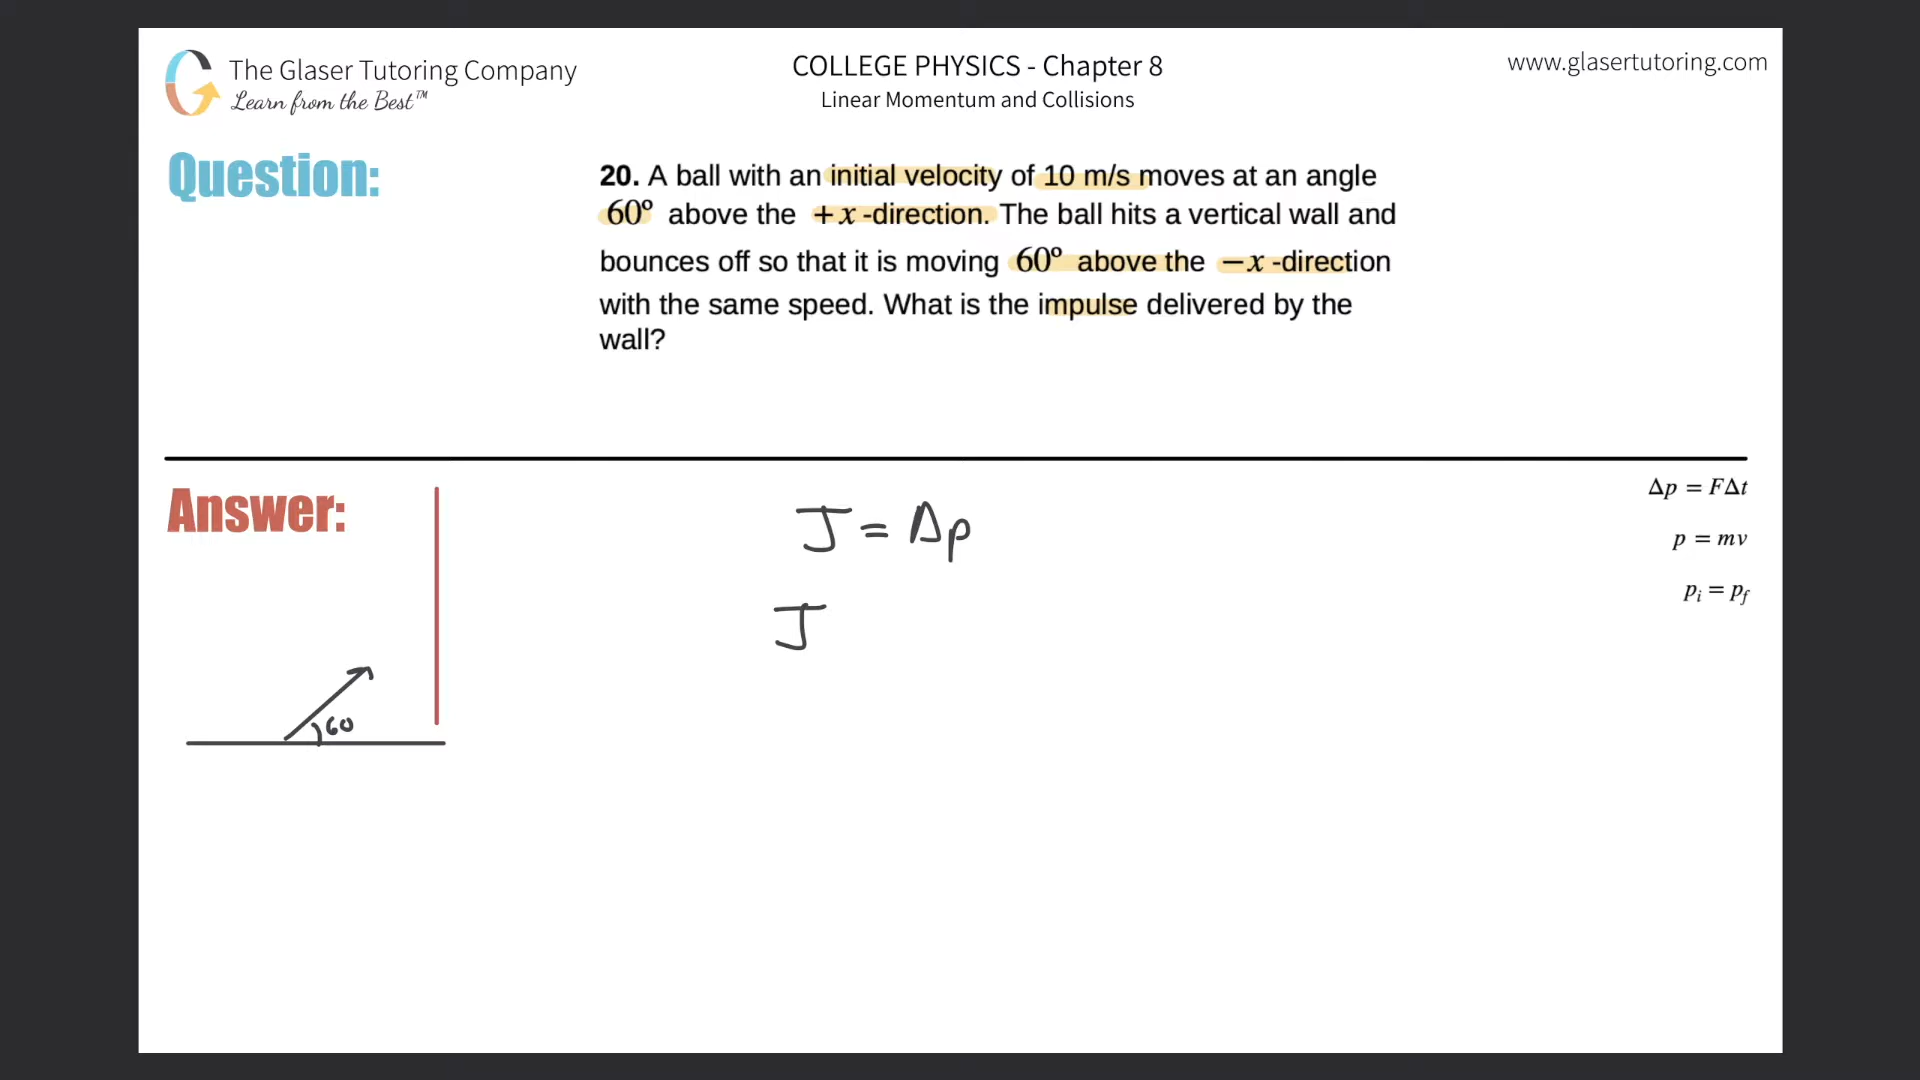 The Glaser Tutoring Company
Learn from the Best™
COLLEGE PHYSICS - Chapter 8
Linear Momentum and Collisions
www.glasertutoring.com
Question:
20. A ball with an initial velocity of 10 m/s moves at an angle
60º above the +x -direction. The ball hits a vertical wall and
bounces off so that it is moving 60º above the −x -direction
with the same speed. What is the impulse delivered by the
wall?
Answer:
J = Δp
J
60
Δp = FΔt
p = mv
pᵢ = p_f